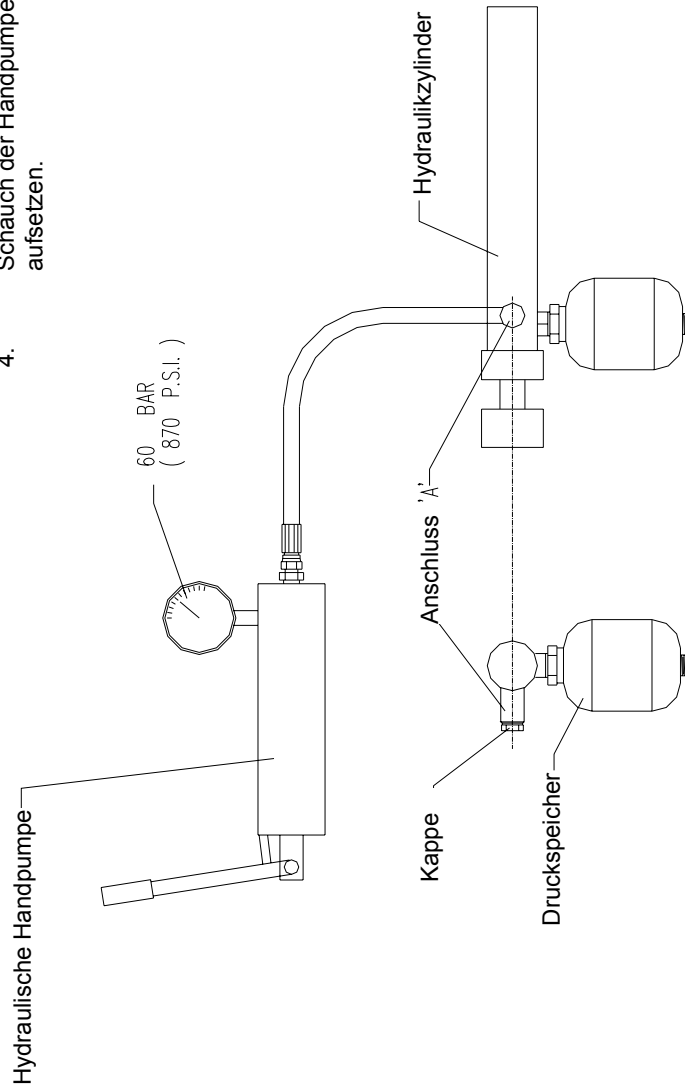 4. Schauch der Handpumpe
aufsetzen.
60 BAR
( 870 P.S.I. )
Hydraulische Handpumpe
Hydraulikzylinder
Anschluss 'A'
Kappe
Druckspeicher